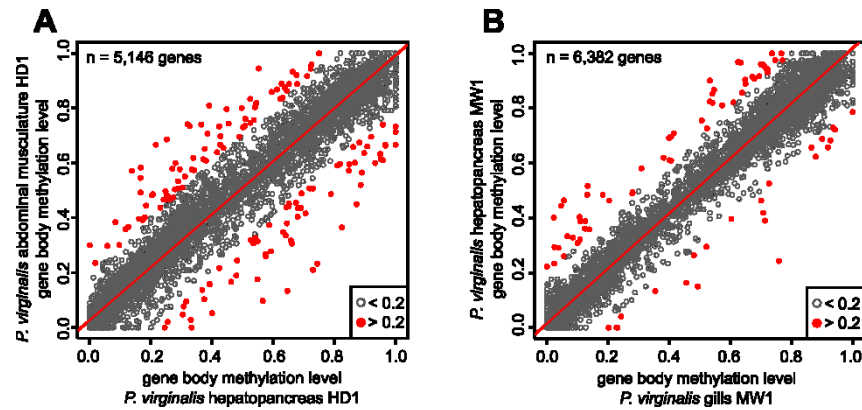 A
n = 5,146 genes
P. virginalis abdominal musculature HD1
gene body methylation level
1.0
0.8
0.6
0.4
0.2
0.0
0.0 0.2 0.4 0.6 0.8 1.0
< 0.2
> 0.2
gene body methylation level
P. virginalis hepatopancreas HD1
B
n = 6,382 genes
P. virginalis hepatopancreas MW1
gene body methylation level
1.0
0.8
0.6
0.4
0.2
0.0
0.0 0.2 0.4 0.6 0.8 1.0
< 0.2
> 0.2
gene body methylation level
P. virginalis gills MW1